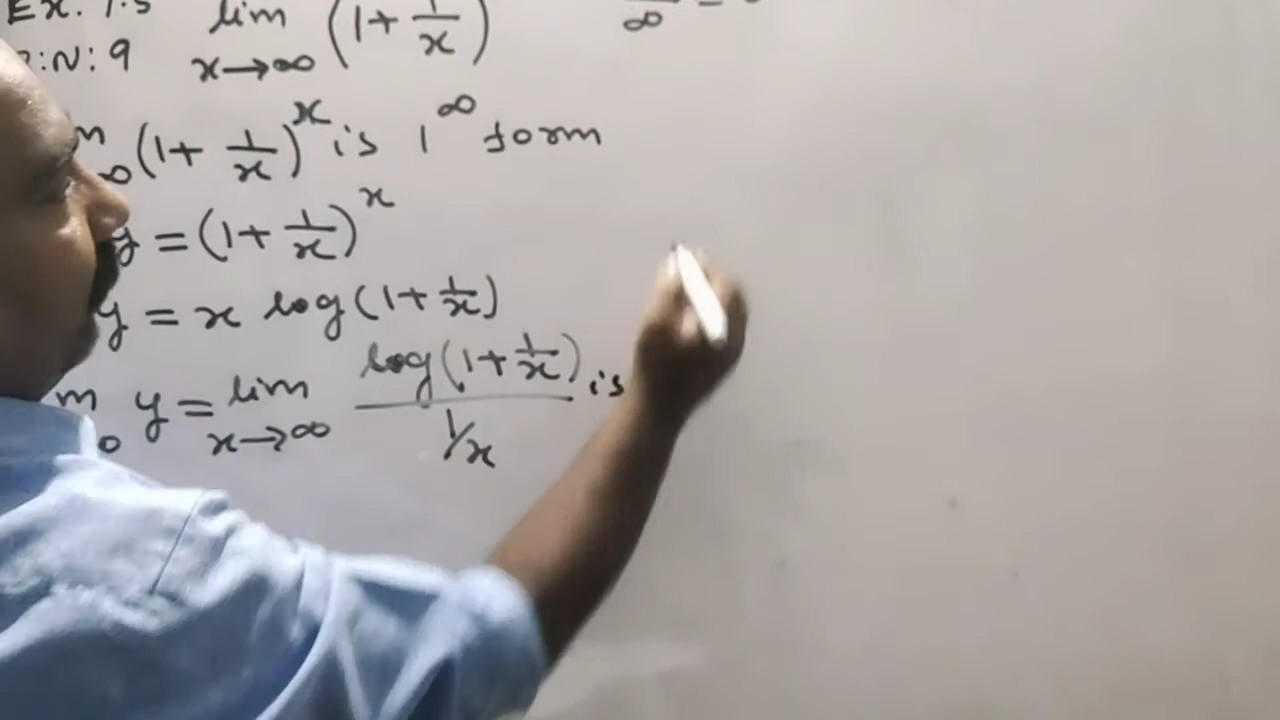 Ex. 7.5 lim (1 + 1/x) 1/∞ =
:N: 9 x→∞
(1 + 1/x)^x is 1^∞ form
y = (1 + 1/x)^x
y = x log(1 + 1/x)
y = lim log(1 + 1/x) / 1/x is
x→∞